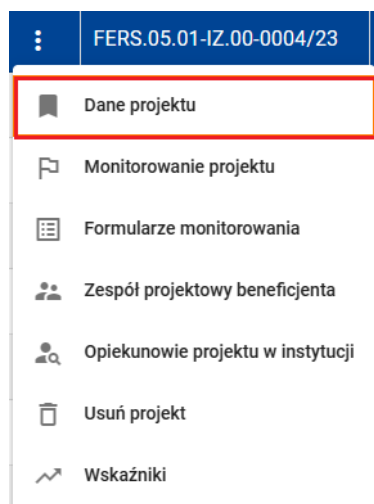 FERS.05.01-IZ.00-0004/23
Dane projektu
Monitorowanie projektu
Formularze monitorowania
Zespół projektowy beneficjenta
Opiekunowie projektu w instytucji
Usuń projekt
Wskaźniki